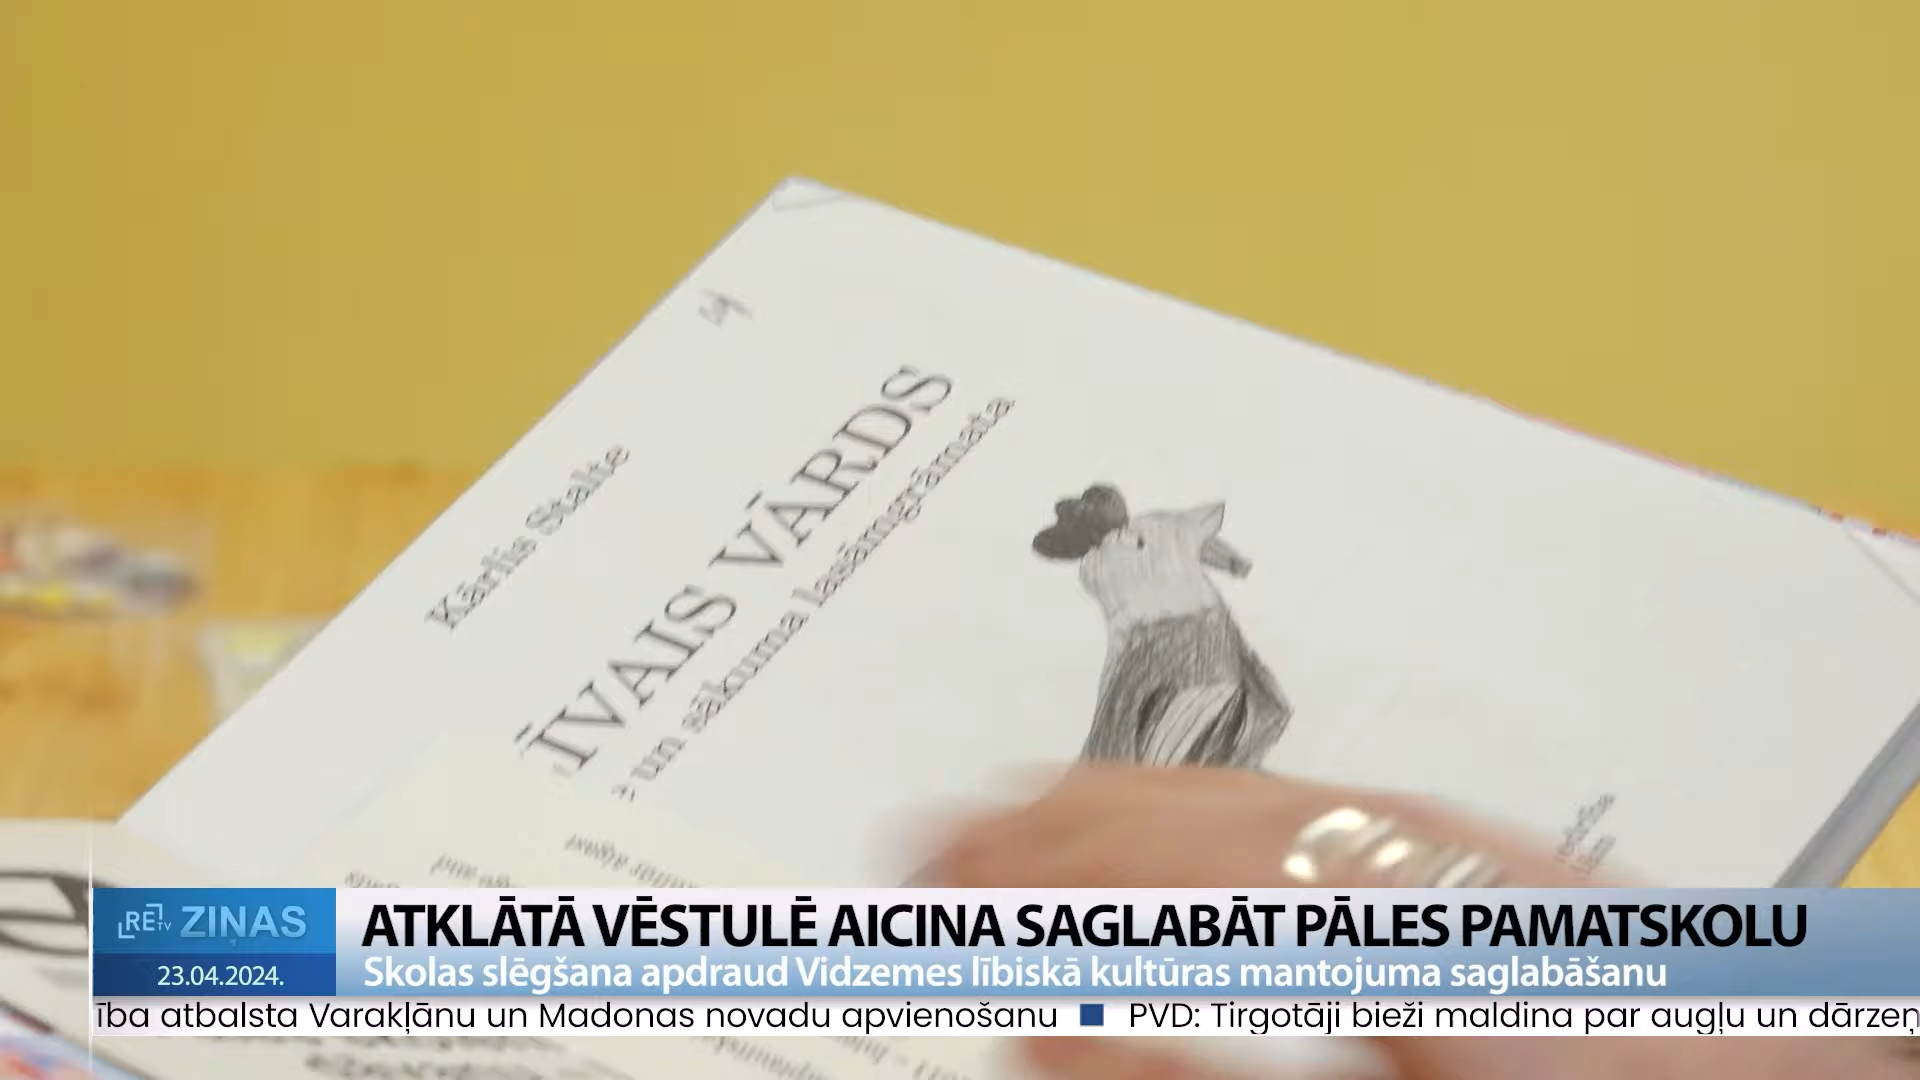 Kārlis Stalte
ĪVAIS VĀRDS
un sākuma lasāmgrāmata
RE TV ZIŅAS
23.04.2024.
ATKLĀTĀ VĒSTULĒ AICINA SAGLABĀT PĀLES PAMATSKOLU
Skolas slēgšana apdraud Vidzemes lībiskā kultūras mantojuma saglabāšanu
ība atbalsta Varakļānu un Madonas novadu apvienošanu ■ PVD: Tirgotāji bieži maldina par augļu un dārzeņ